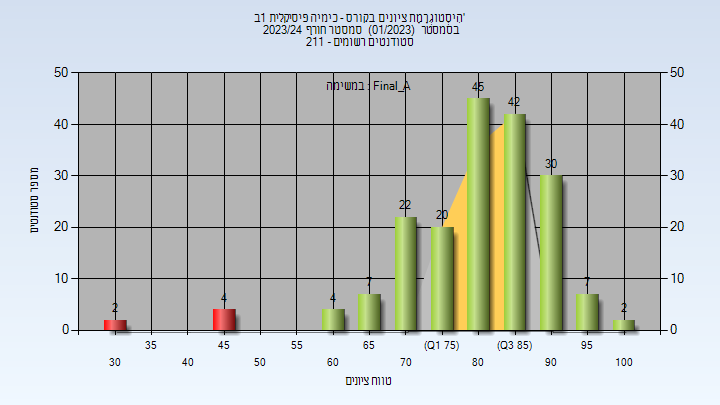 היסטוגרמת ציונים בקורס - כימיה פיסיקלית 1ב'
בסמסטר (01/2023) סמסטר חורף 2023/24
סטודנטים רשומים - 211
במשימה : Final_A
מספר סטודנטים
50 40 30 20 10 0
50 40 30 20 10 0
2 4 4 7 22 20 45 42 30 7 2
35 45 55 65 (Q1 75) (Q3 85) 95
30 40 50 60 70 80 90 100
טווח ציונים